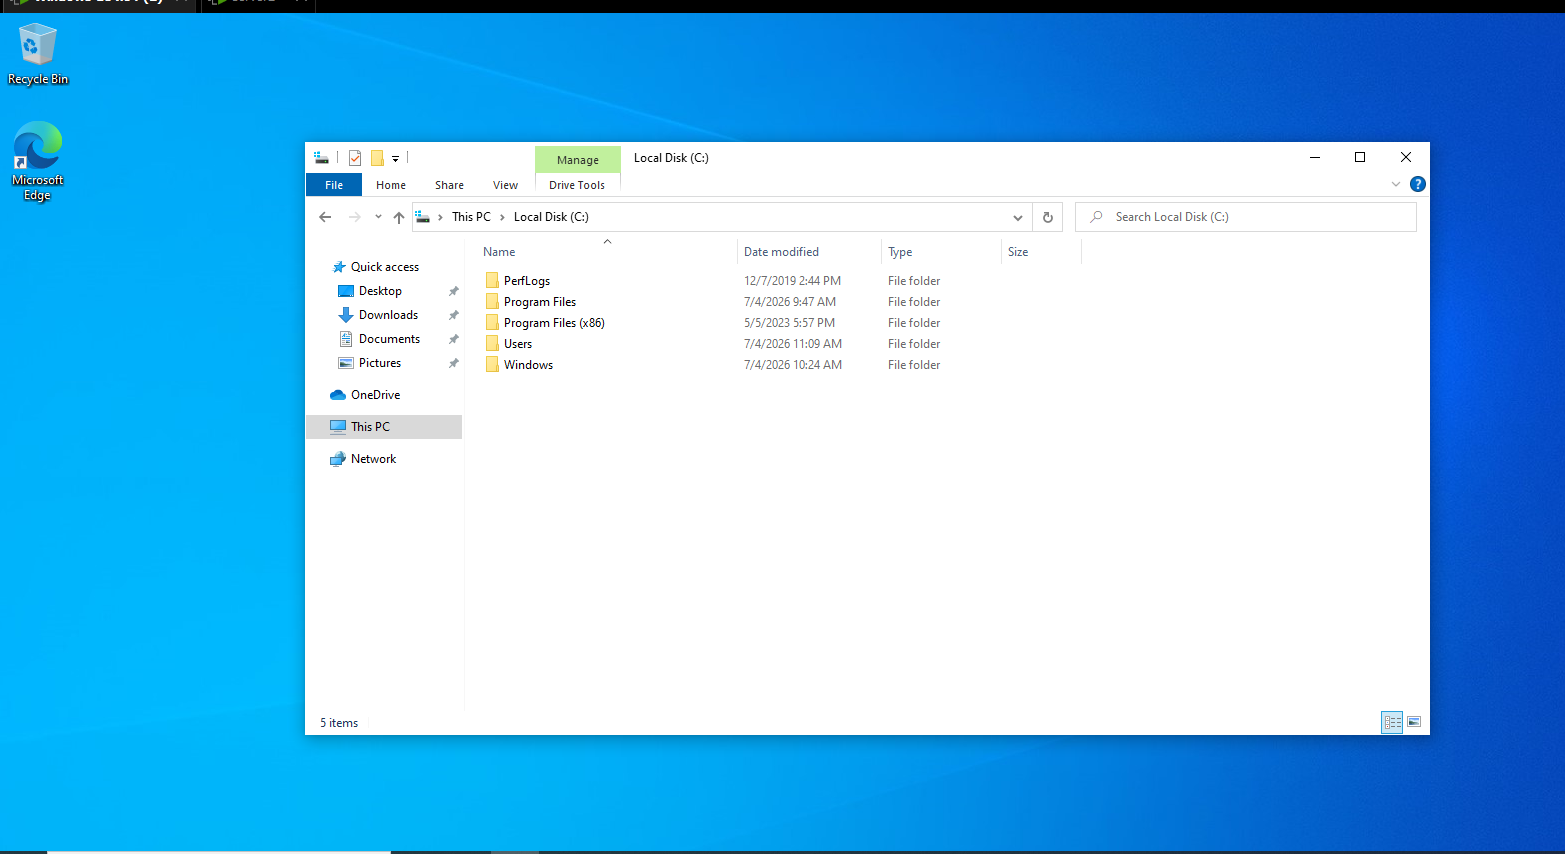 Recycle Bin
Microsoft
Edge
Manage
Local Disk (C:)
File
Home
Share
View
Drive Tools
This PC
Local Disk (C:)
Search Local Disk (C:)
Name
Date modified
Type
Size
Quick access
Desktop
Downloads
Documents
Pictures
OneDrive
This PC
Network
PerfLogs 12/7/2019 2:44 PM File folder
Program Files 7/4/2026 9:47 AM File folder
Program Files (x86) 5/5/2023 5:57 PM File folder
Users 7/4/2026 11:09 AM File folder
Windows 7/4/2026 10:24 AM File folder
5 items